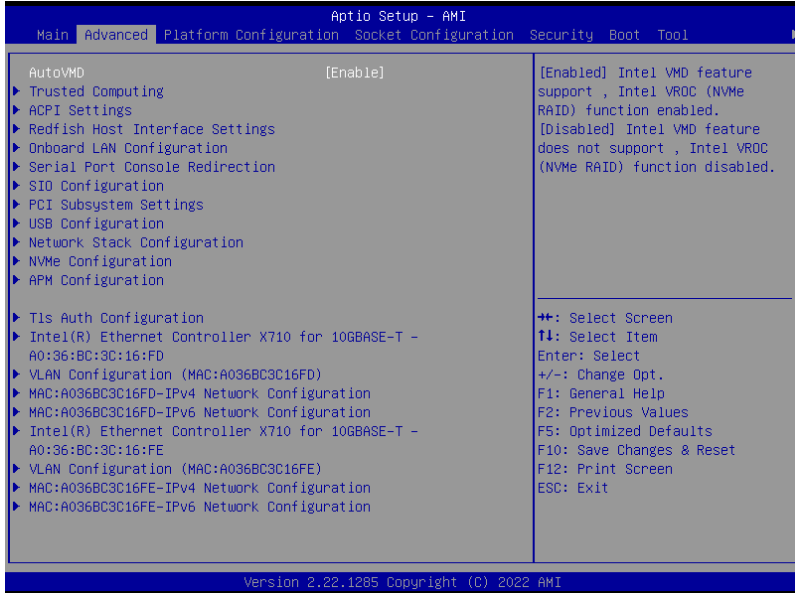 Aptio Setup - AMI
Main Advanced Platform Configuration Socket Configuration Security Boot Tool
AutoVMD [Enable]
Trusted Computing
ACPI Settings
Redfish Host Interface Settings
Onboard LAN Configuration
Serial Port Console Redirection
SIO Configuration
PCI Subsystem Settings
USB Configuration
Network Stack Configuration
NVMe Configuration
APM Configuration
Tls Auth Configuration
Intel(R) Ethernet Controller X710 for 10GBASE-T -
A0:36:BC:3C:16:FD
VLAN Configuration (MAC:A036BC3C16FD)
MAC:A036BC3C16FD-IPv4 Network Configuration
MAC:A036BC3C16FD-IPv6 Network Configuration
Intel(R) Ethernet Controller X710 for 10GBASE-T -
A0:36:BC:3C:16:FE
VLAN Configuration (MAC:A036BC3C16FE)
MAC:A036BC3C16FE-IPv4 Network Configuration
MAC:A036BC3C16FE-IPv6 Network Configuration
[Enabled] Intel VMD feature
support , Intel VROC (NVMe
RAID) function enabled.
[Disabled] Intel VMD feature
does not support , Intel VROC
(NVMe RAID) function disabled.
→←: Select Screen
↑↓: Select Item
Enter: Select
+/-: Change Opt.
F1: General Help
F2: Previous Values
F5: Optimized Defaults
F10: Save Changes & Reset
F12: Print Screen
ESC: Exit
Version 2.22.1285 Copyright (C) 2022 AMI